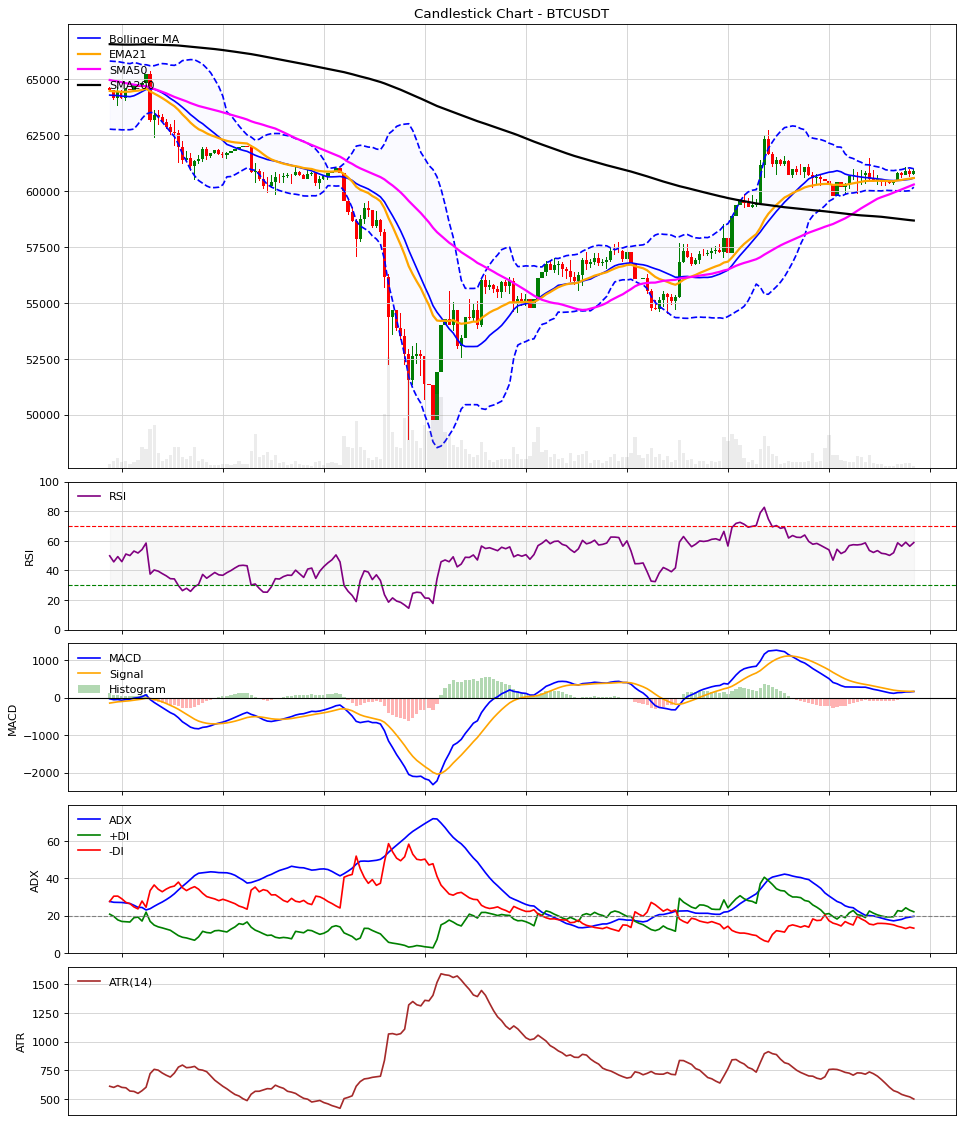 Candlestick Chart - BTCUSDT
Bollinger MA
EMA21
SMA50
SMA200
65000
62500
60000
57500
55000
52500
50000
RSI
100
80
60
40
20
0
RSI
MACD
Signal
Histogram
1000
0
−1000
−2000
MACD
ADX
+DI
-DI
60
40
20
0
ADX
ATR(14)
1500
1250
1000
750
500
ATR